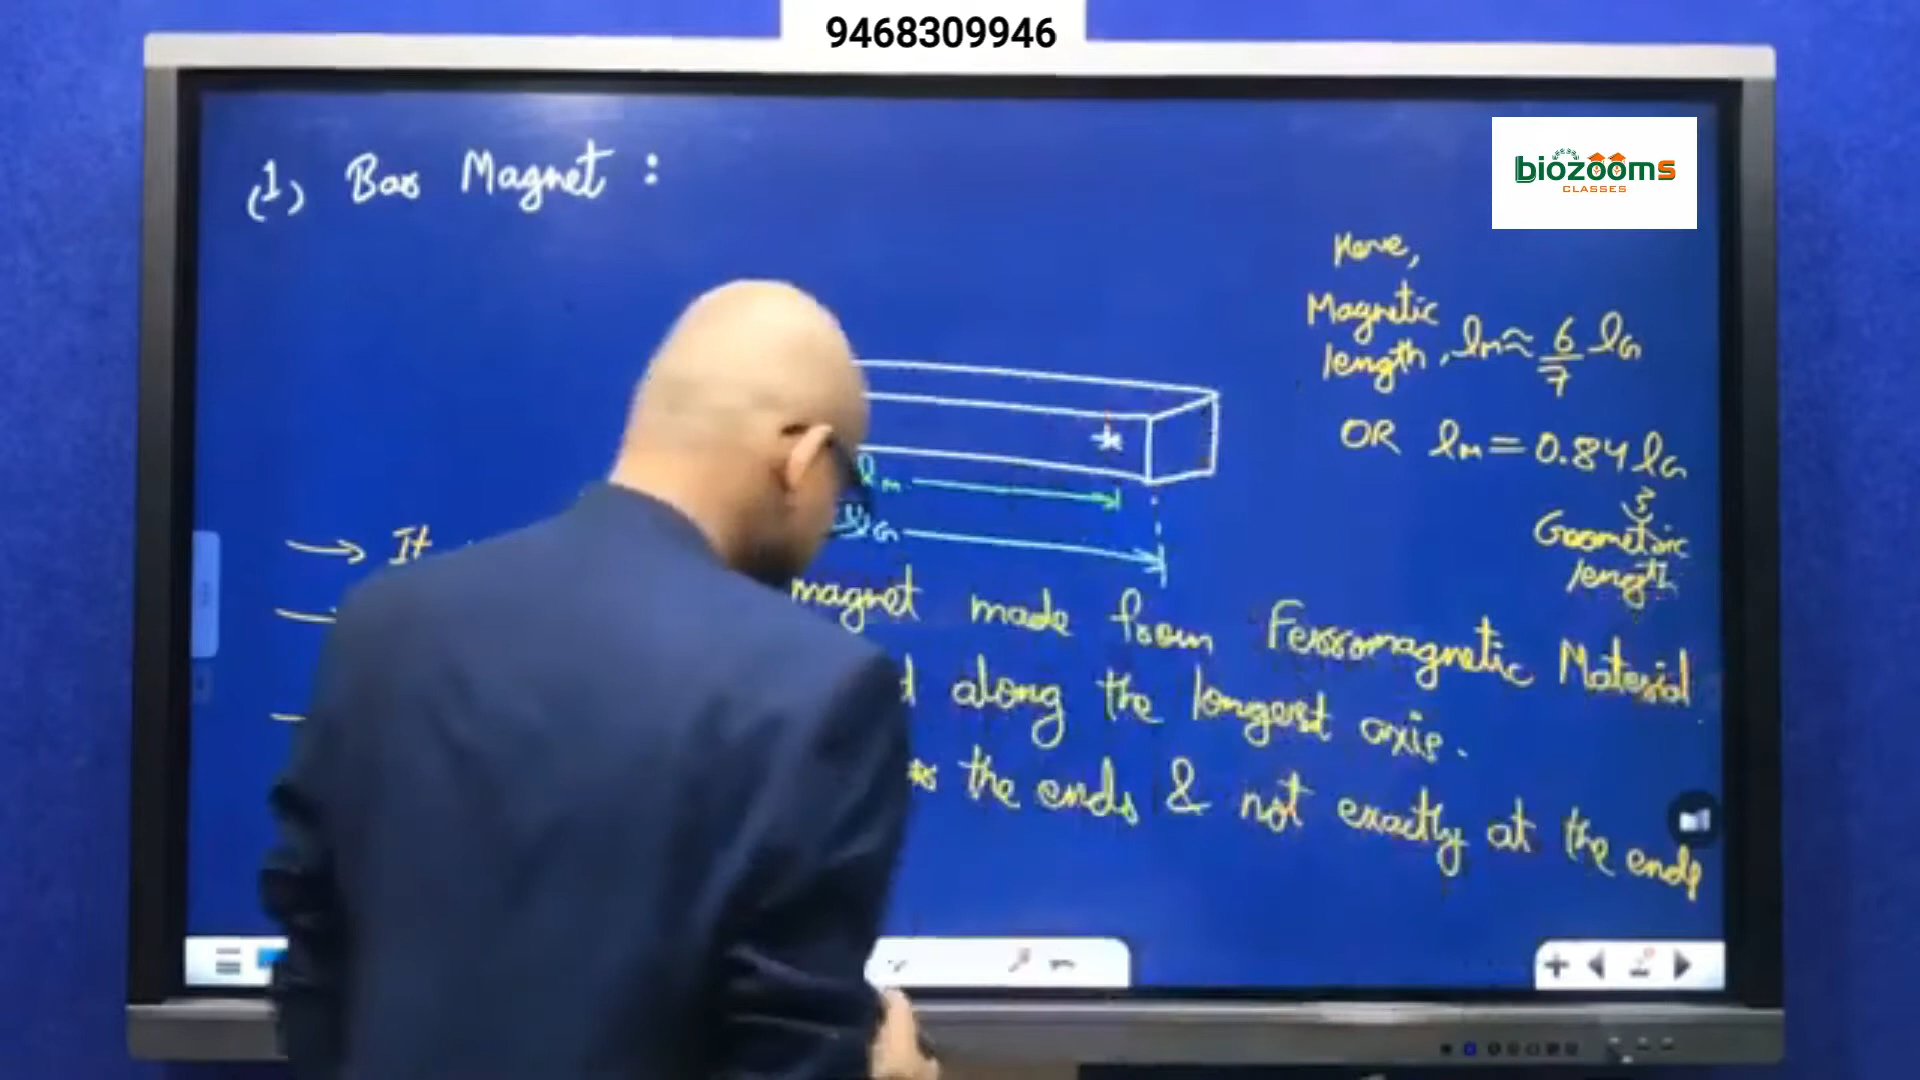 9468309946
biozooms
CLASSES
(1) Bar Magnet :
Here,
Magnetic
length, lm ≈ 6/7 lG
OR lm = 0.84 lG
Geometric
length
lm
lG
→ It
magnet made from Ferromagnetic Material
along the longest axis.
the ends & not exactly at the ends